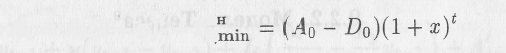 H
min = (A₀ − D₀)(1 + x)ᵗ